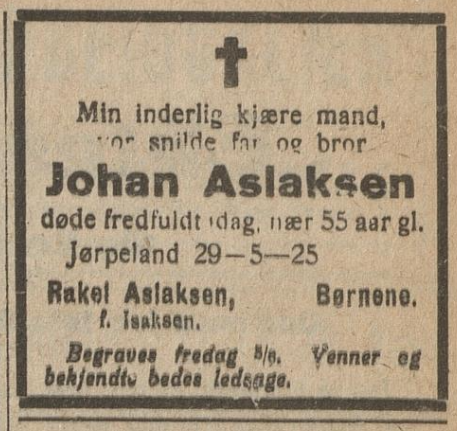 Min inderlig kjære mand,
vor snilde far og bror
Johan Aslaksen
døde fredfuldt idag, nær 55 aar gl.
Jørpeland 29-5-25
Rakel Aslaksen, Børnene.
f. Isaksen.
Begraves fredag 5/6. Venner og
bekjendte bedes ledsage.